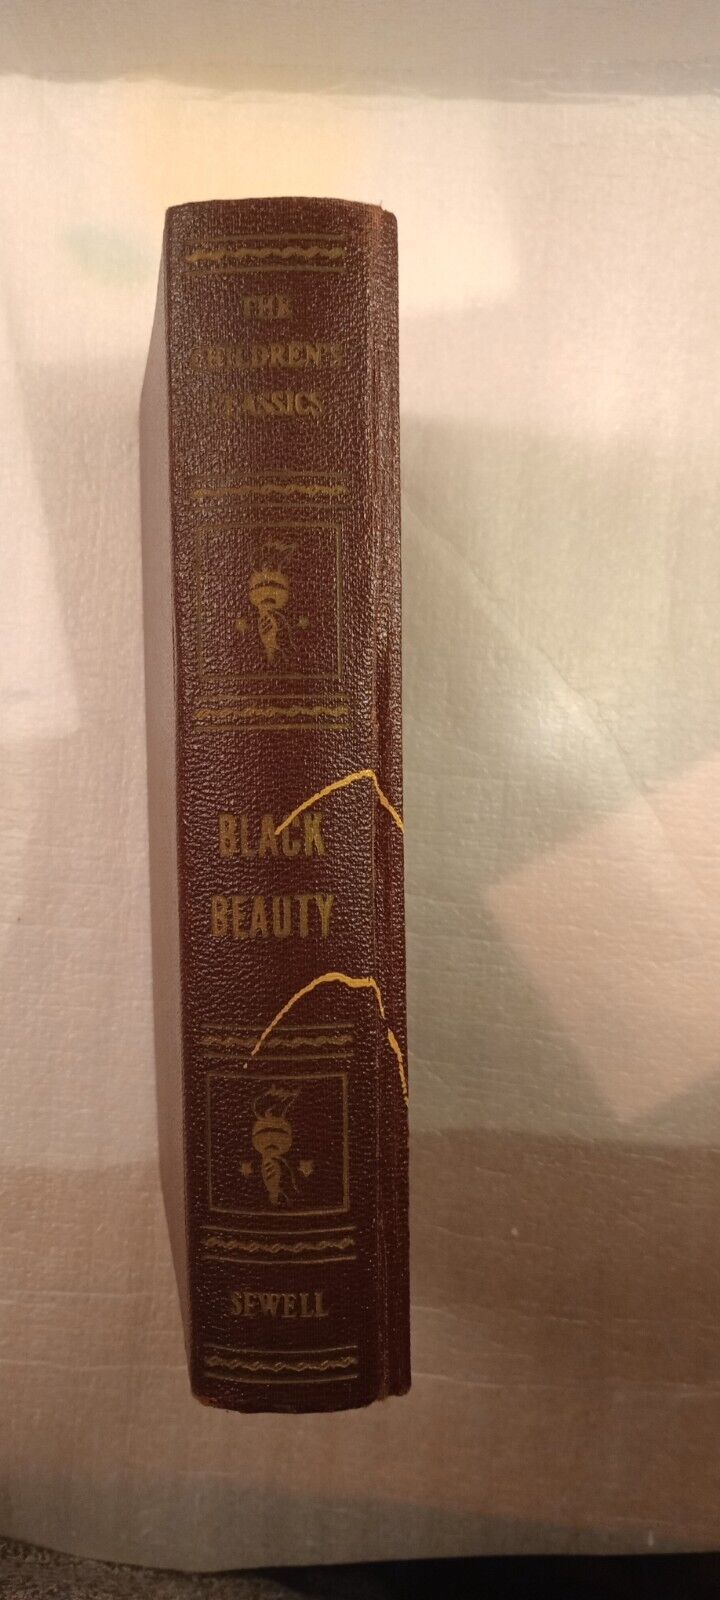 THE
CHILDREN'S
CLASSICS
BLACK
BEAUTY
SEWELL